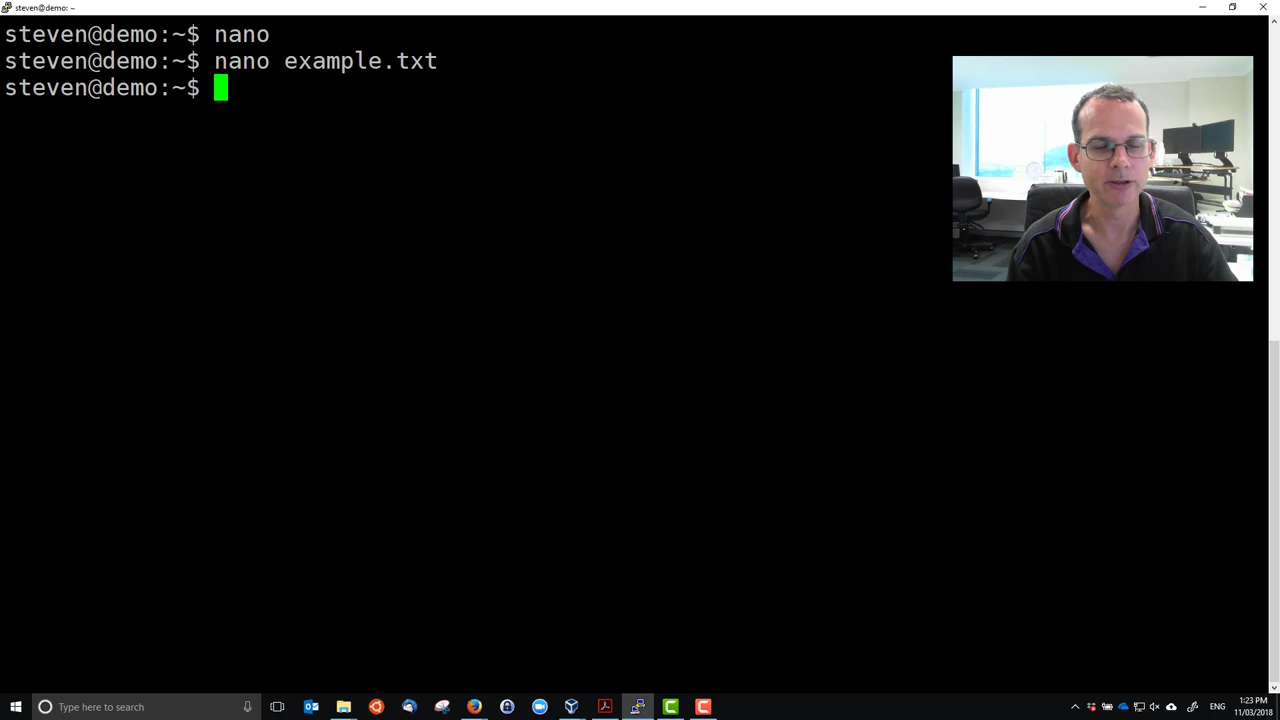 steven@demo: ~
steven@demo:~$ nano
steven@demo:~$ nano example.txt
steven@demo:~$
Type here to search
ENG
1:23 PM
11/03/2018